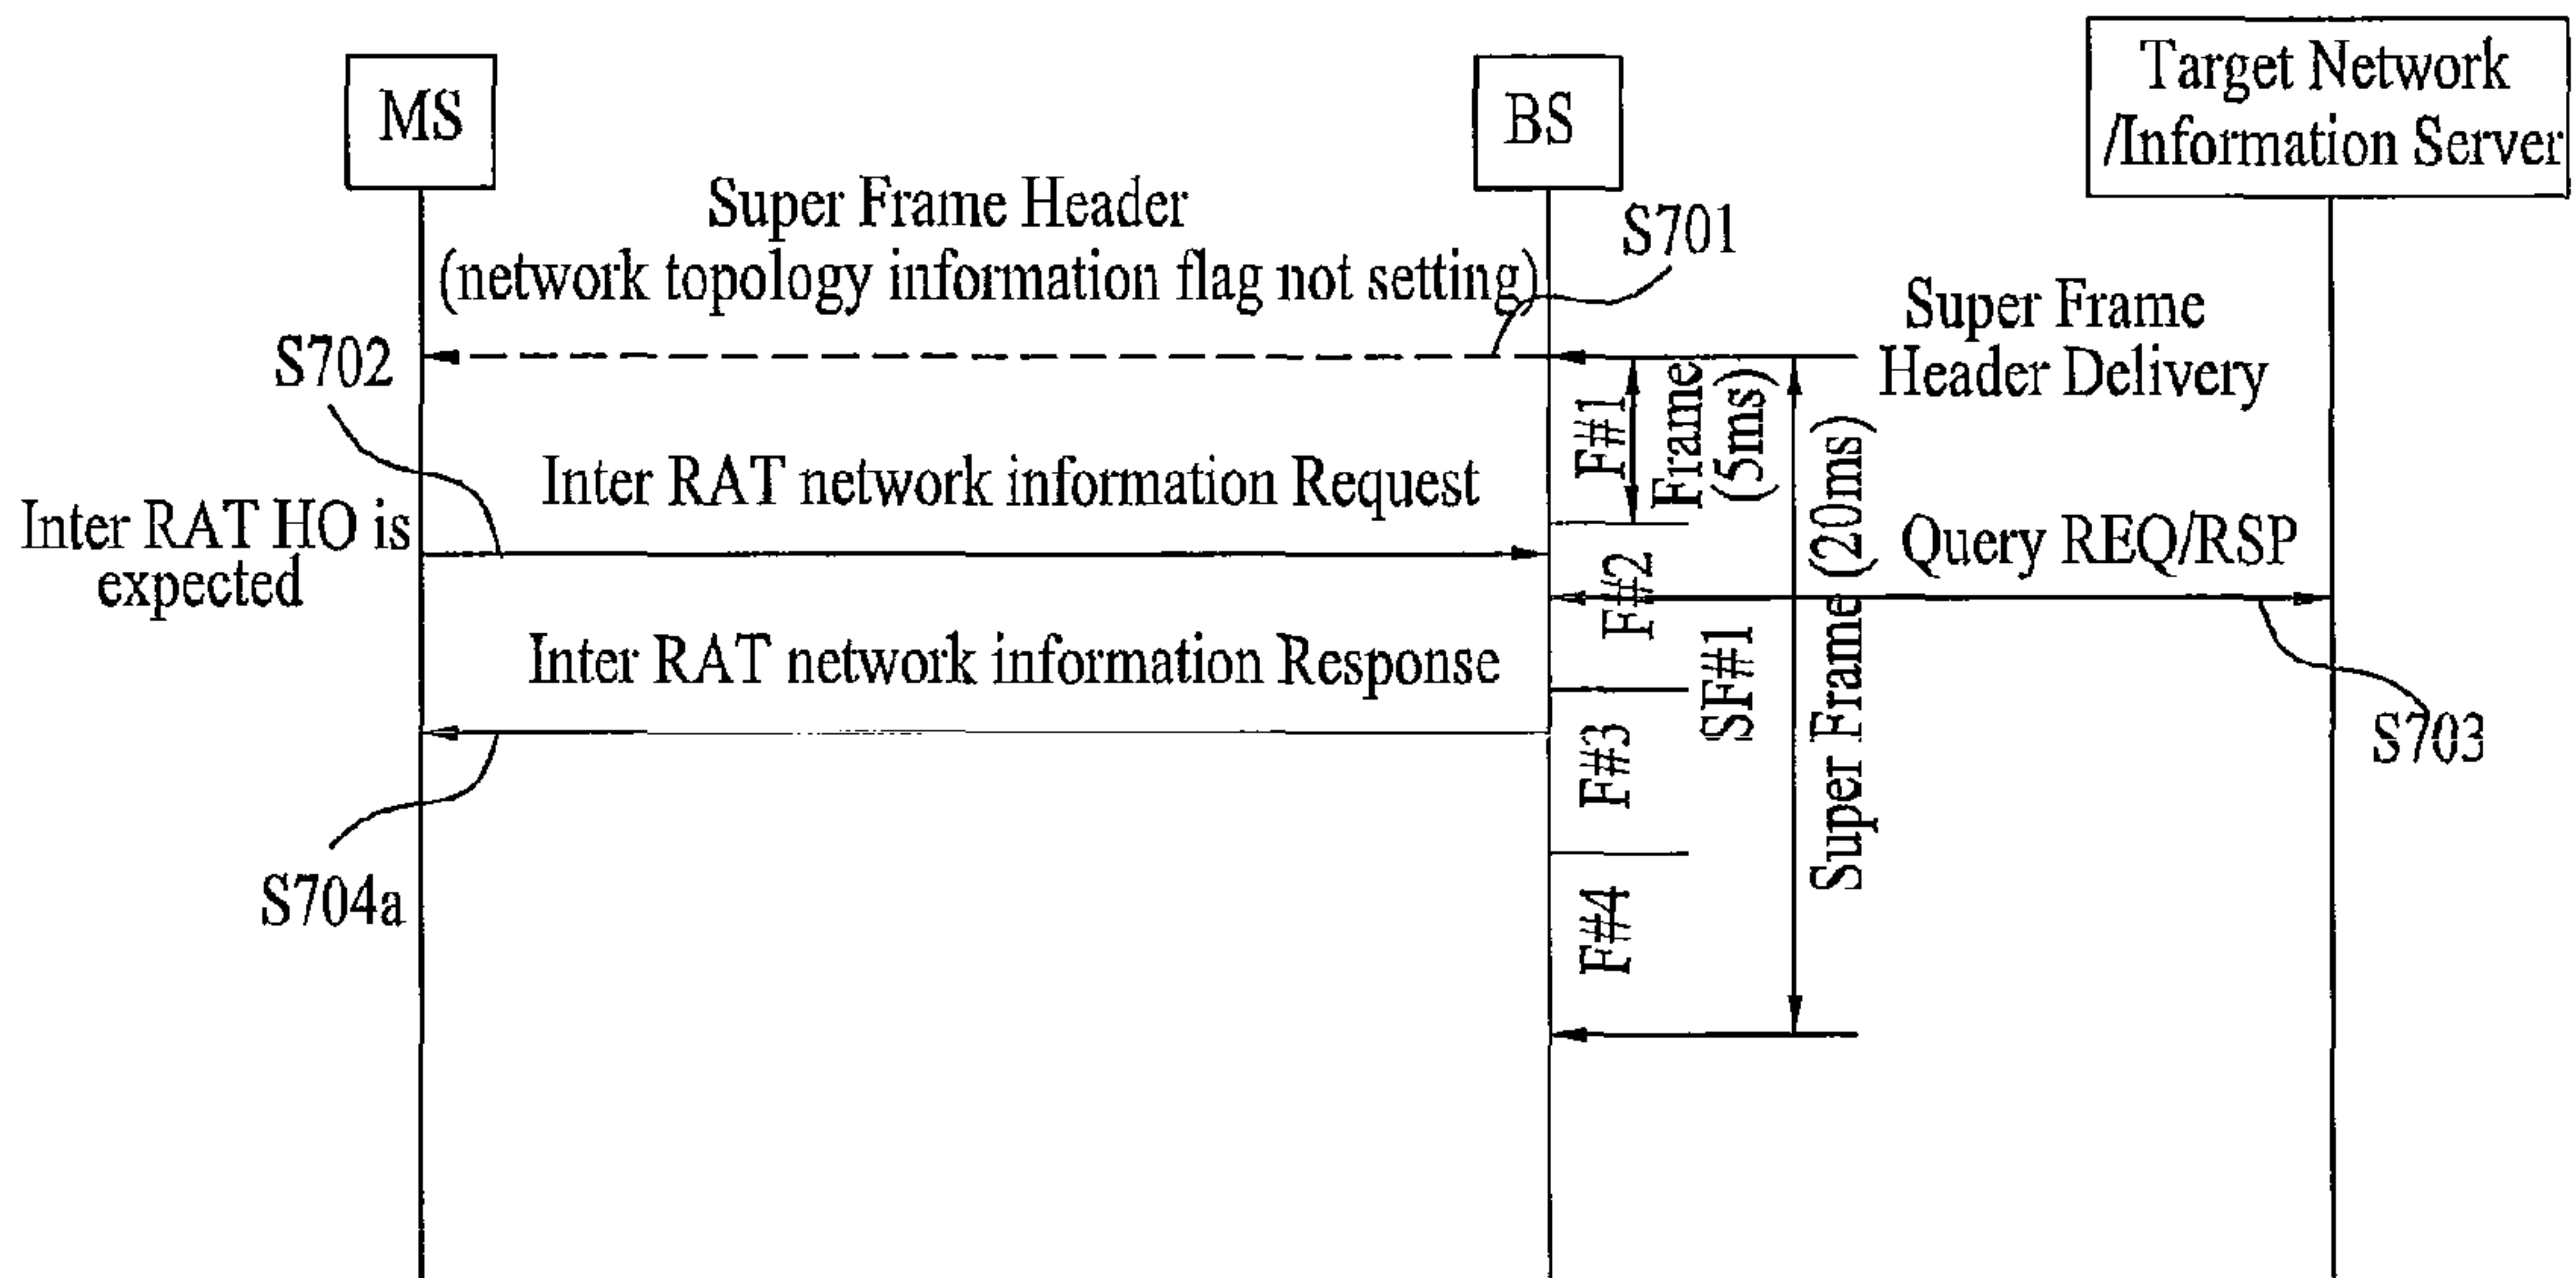 MS
BS
Target Network
/Information Server
Super Frame Header
(network topology information flag not setting)
S701
Super Frame
Header Delivery
S702
F#1
Frame
(5ms)
Inter RAT network information Request
Inter RAT HO is
expected
Query REQ/RSP
F#2
SF#1
Super Frame (20ms)
Inter RAT network information Response
S703
F#3
S704a
F#4